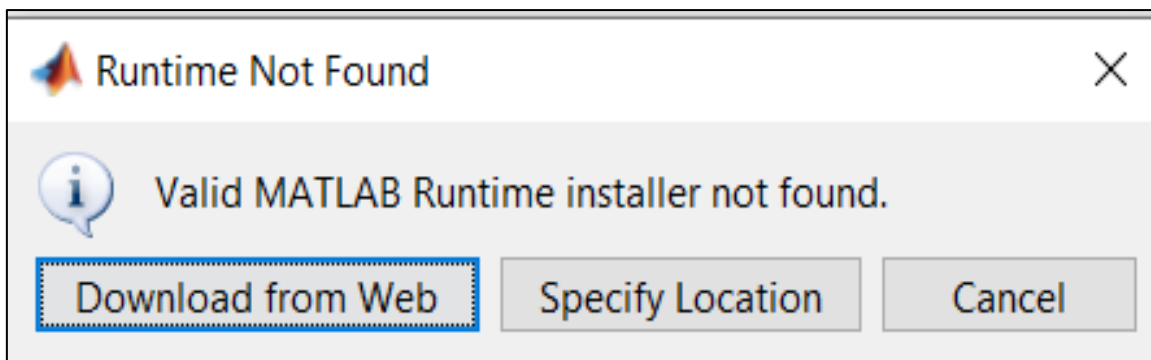 Runtime Not Found
Valid MATLAB Runtime installer not found.
Download from Web Specify Location Cancel